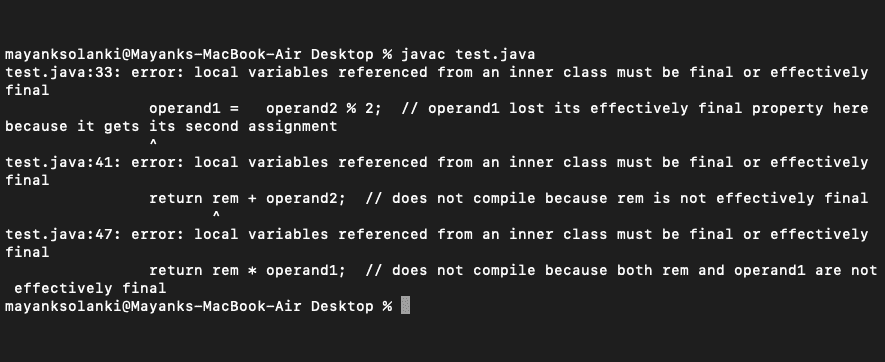 mayanksolanki@Mayanks-MacBook-Air Desktop % javac test.java
test.java:33: error: local variables referenced from an inner class must be final or effectively
final
                operand1 =   operand2 % 2;  // operand1 lost its effectively final property here
because it gets its second assignment
                ^
test.java:41: error: local variables referenced from an inner class must be final or effectively
final
                return rem + operand2;  // does not compile because rem is not effectively final
                       ^
test.java:47: error: local variables referenced from an inner class must be final or effectively
final
                return rem * operand1;  // does not compile because both rem and operand1 are not
 effectively final
mayanksolanki@Mayanks-MacBook-Air Desktop %